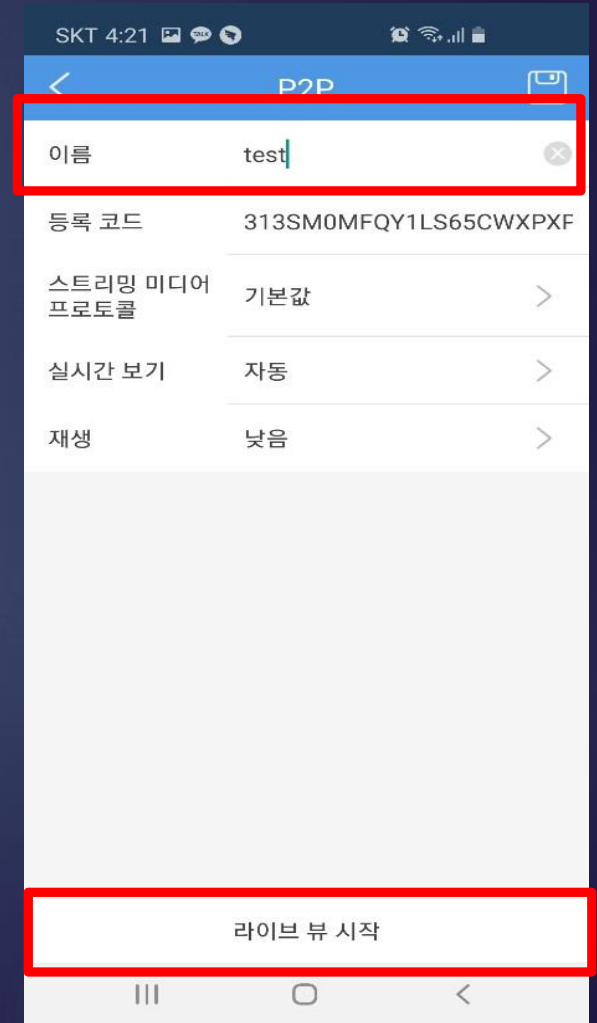 SKT 4:21
P2P
이름 test
등록 코드 313SM0MFQY1LS65CWXPXF
스트리밍 미디어
프로토콜 기본값
실시간 보기 자동
재생 낮음
라이브 뷰 시작